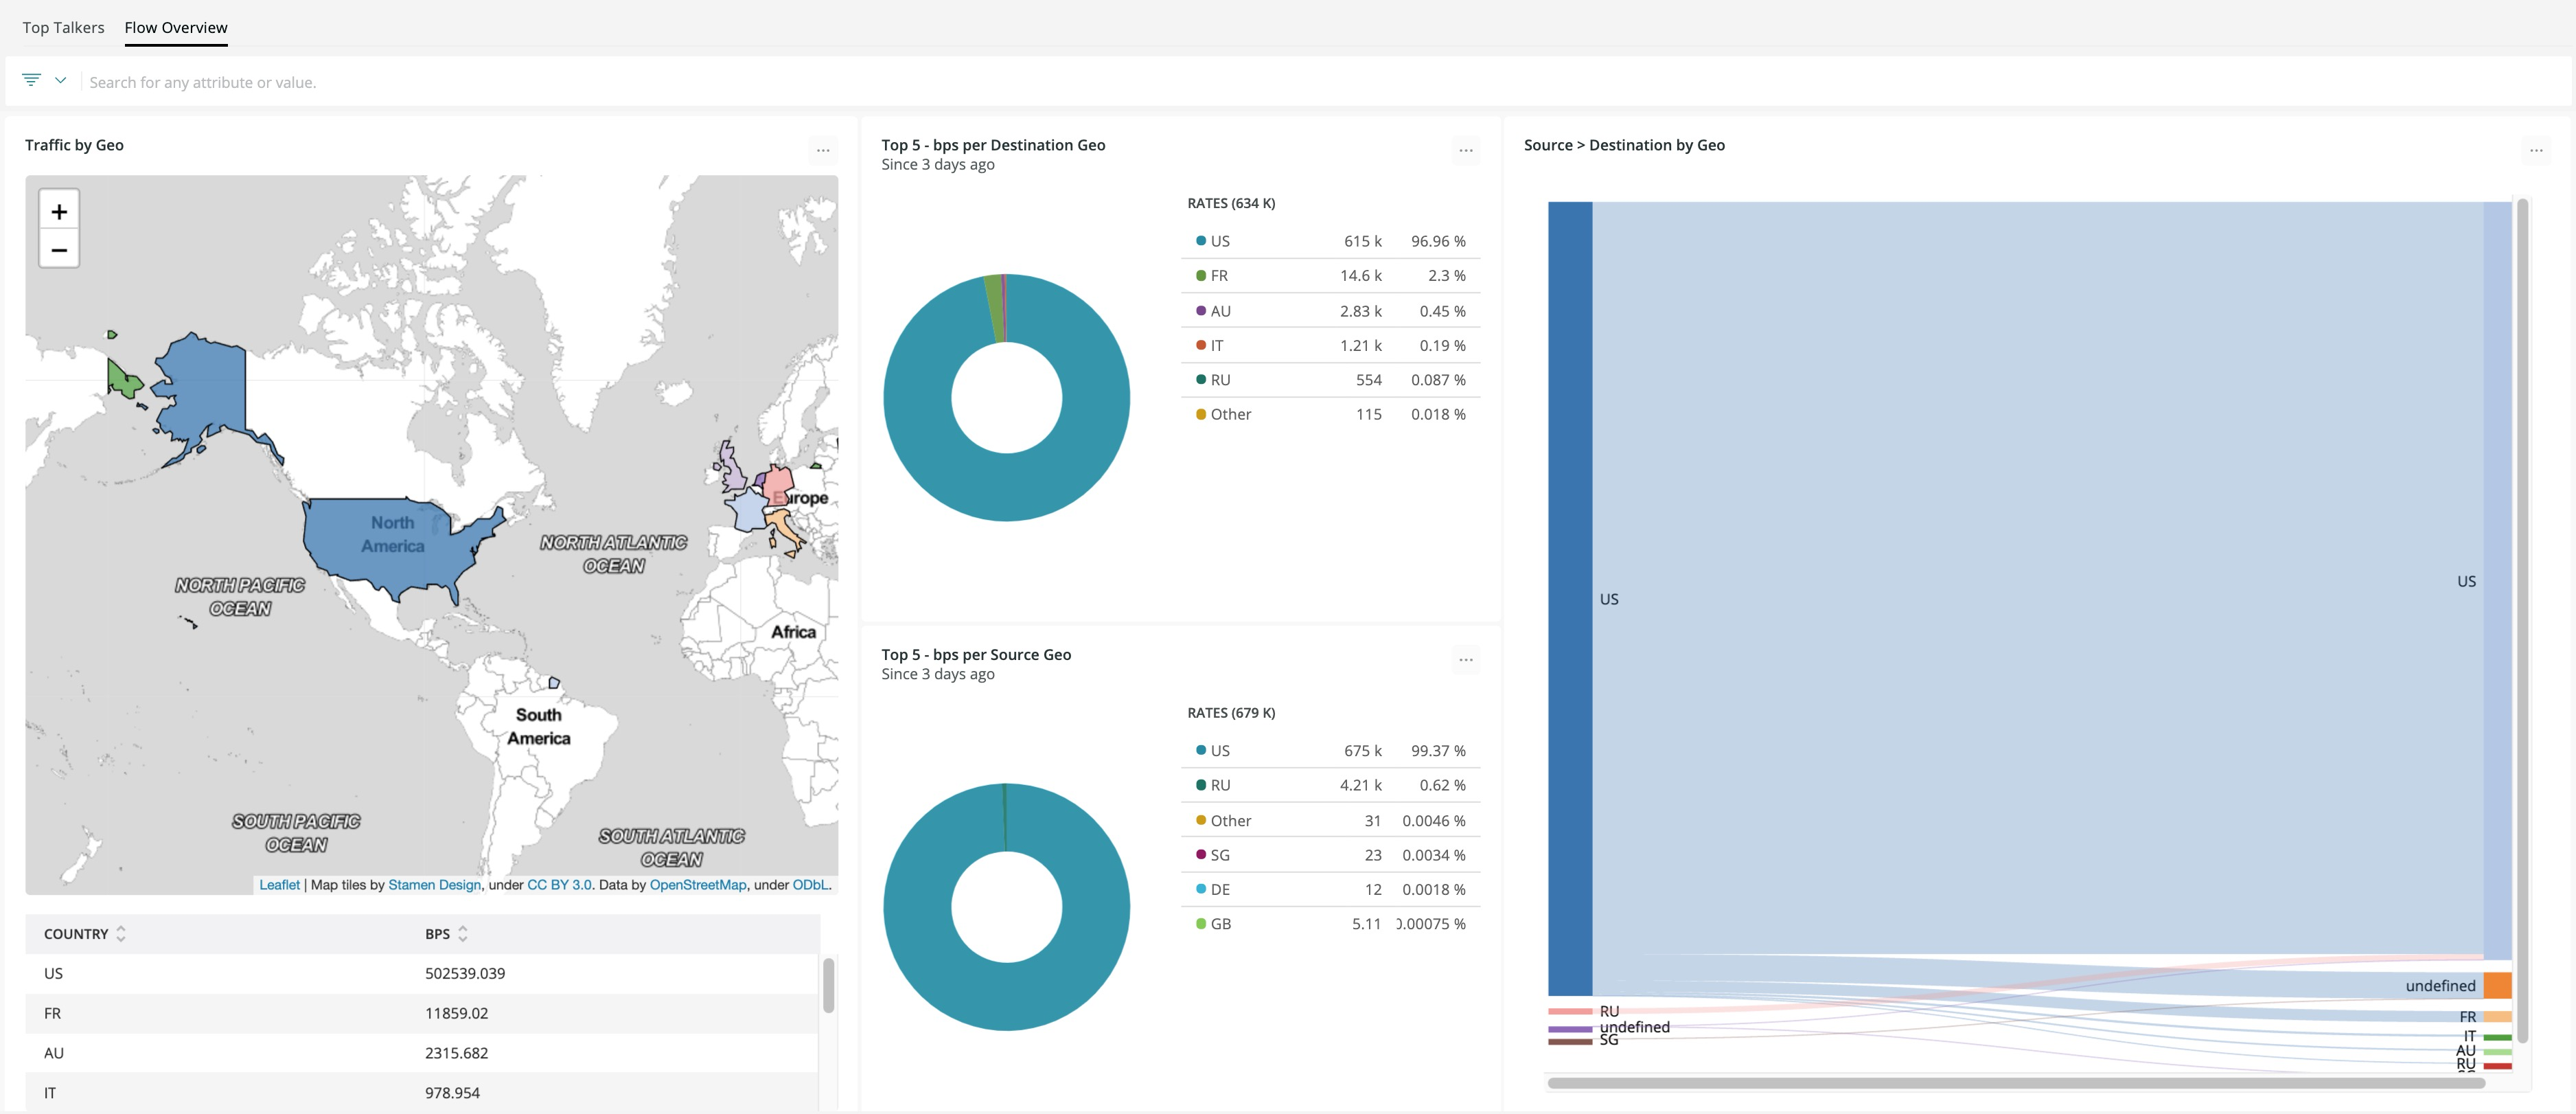 Top Talkers Flow Overview
Search for any attribute or value.
Traffic by Geo
+
−
North
America
Europe
NORTH ATLANTIC
OCEAN
NORTH PACIFIC
OCEAN
Africa
South
America
SOUTH PACIFIC
OCEAN
SOUTH ATLANTIC
OCEAN
Leaflet | Map tiles by Stamen Design, under CC BY 3.0. Data by OpenStreetMap, under ODbL.
COUNTRY BPS
US 502539.039
FR 11859.02
AU 2315.682
IT 978.954
Top 5 - bps per Destination Geo
Since 3 days ago
RATES (634 K)
US 615 k 96.96 %
FR 14.6 k 2.3 %
AU 2.83 k 0.45 %
IT 1.21 k 0.19 %
RU 554 0.087 %
Other 115 0.018 %
Top 5 - bps per Source Geo
Since 3 days ago
RATES (679 K)
US 675 k 99.37 %
RU 4.21 k 0.62 %
Other 31 0.0046 %
SG 23 0.0034 %
DE 12 0.0018 %
GB 5.11 0.00075 %
Source > Destination by Geo
US
US
undefined
RU
FR
undefined
SG
IT
AU
RU